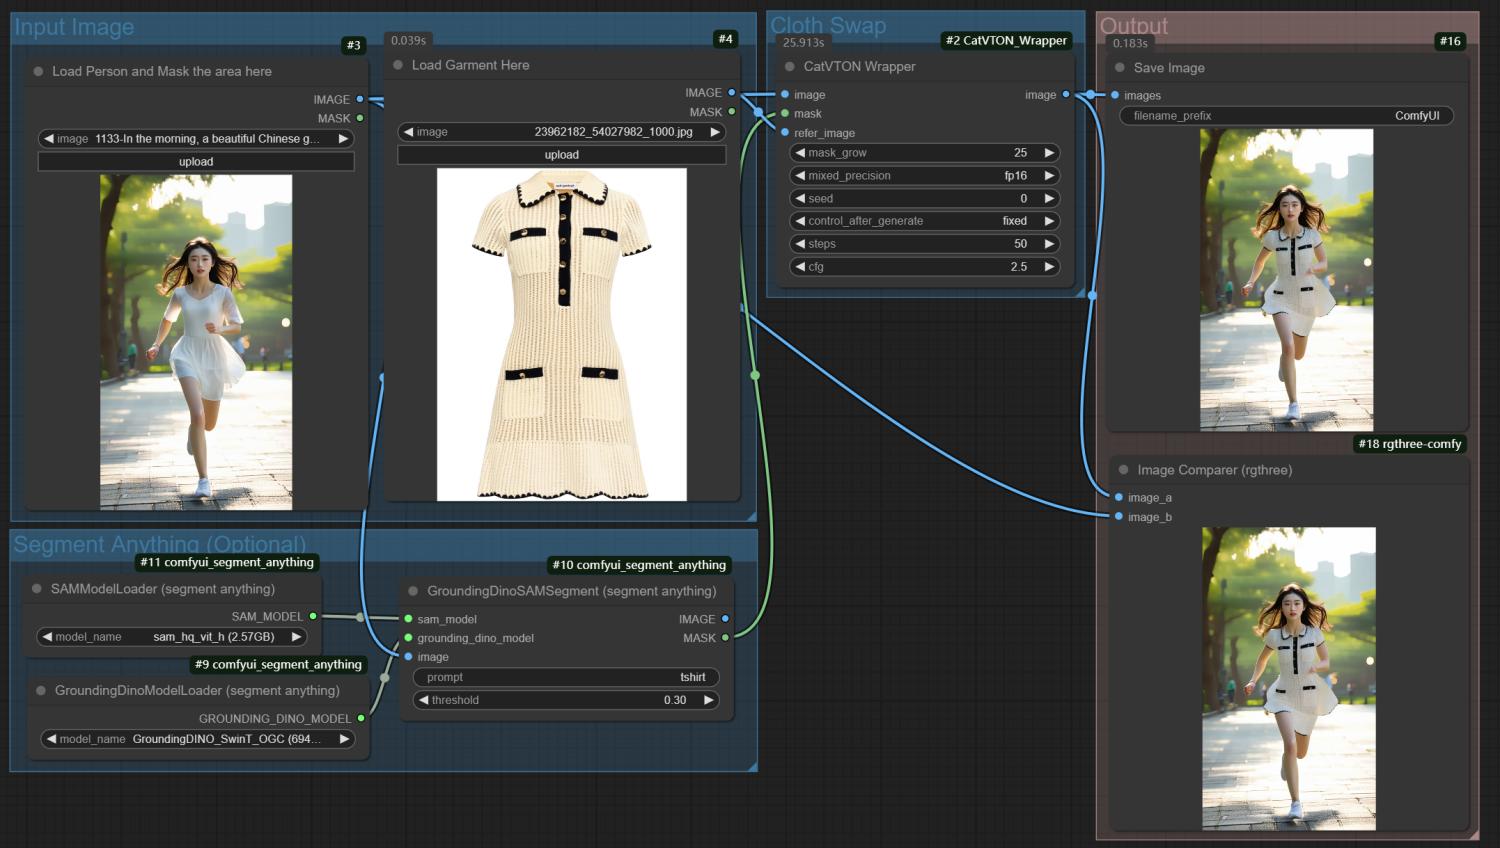 Input Image
#3
Load Person and Mask the area here
IMAGE
MASK
image 1133-In the morning, a beautiful Chinese g...
upload
0.039s
#4
Load Garment Here
IMAGE
MASK
image 23962182_54027982_1000.jpg
upload
Cloth Swap
25.913s
#2 CatVTON_Wrapper
CatVTON Wrapper
image image
mask
refer_image
mask_grow 25
mixed_precision fp16
seed 0
control_after_generate fixed
steps 50
cfg 2.5
Output
0.183s
#16
Save Image
images
filename_prefix ComfyUI
#18 rgthree-comfy
Image Comparer (rgthree)
image_a
image_b
Segment Anything (Optional)
#11 comfyui_segment_anything
SAMModelLoader (segment anything)
SAM_MODEL
model_name sam_hq_vit_h (2.57GB)
#9 comfyui_segment_anything
GroundingDinoModelLoader (segment anything)
GROUNDING_DINO_MODEL
model_name GroundingDINO_SwinT_OGC (694...
#10 comfyui_segment_anything
GroundingDinoSAMSegment (segment anything)
sam_model IMAGE
grounding_dino_model MASK
image
prompt tshirt
threshold 0.30